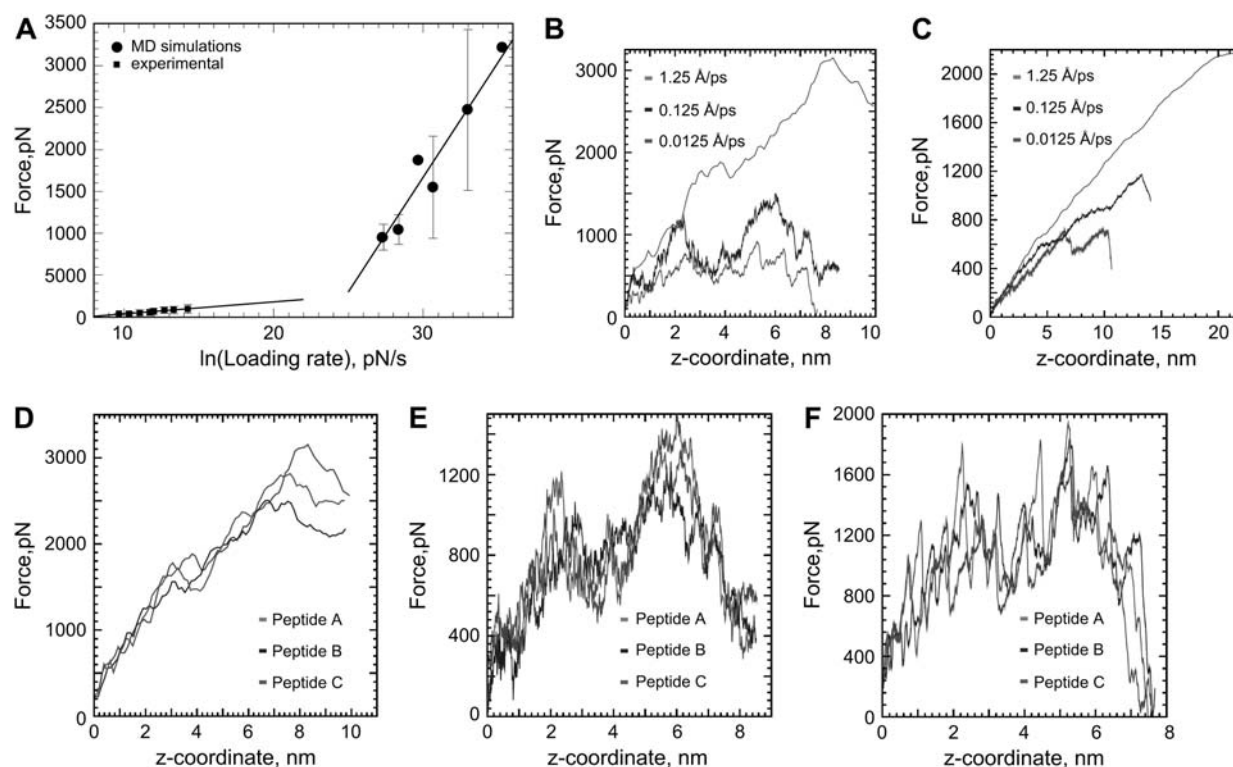 A
3500
3000
2500
2000
1500
1000
5000
0
Force,pN
MD simulations
experimental
10
20
30
ln(Loading rate), pN/s
B
3000
2000
1000
0
Force,pN
1.25 Å/ps
0.125 Å/ps
0.0125 Å/ps
0 2 4 6 8 10
z-coordinate, nm
C
2000
1600
1200
800
400
0
Force,pN
1.25 Å/ps
0.125 Å/ps
0.0125 Å/ps
0 5 10 15 20
z-coordinate, nm
D
3000
2000
1000
0
Force,pN
Peptide A
Peptide B
Peptide C
0 2 4 6 8 10
z-coordinate, nm
E
1200
800
400
0
Force,pN
Peptide A
Peptide B
Peptide C
0 2 4 6 8
z-coordinate, nm
F
2000
1600
1200
800
400
0
Force,pN
Peptide A
Peptide B
Peptide C
0 2 4 6 8
z-coordinate, nm